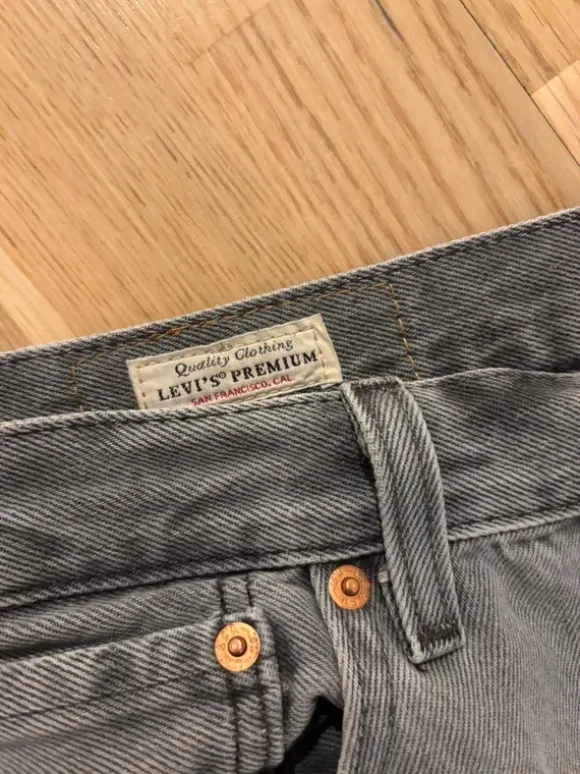 Quality Clothing
LEVI'S® PREMIUM
SAN FRANCISCO, CAL